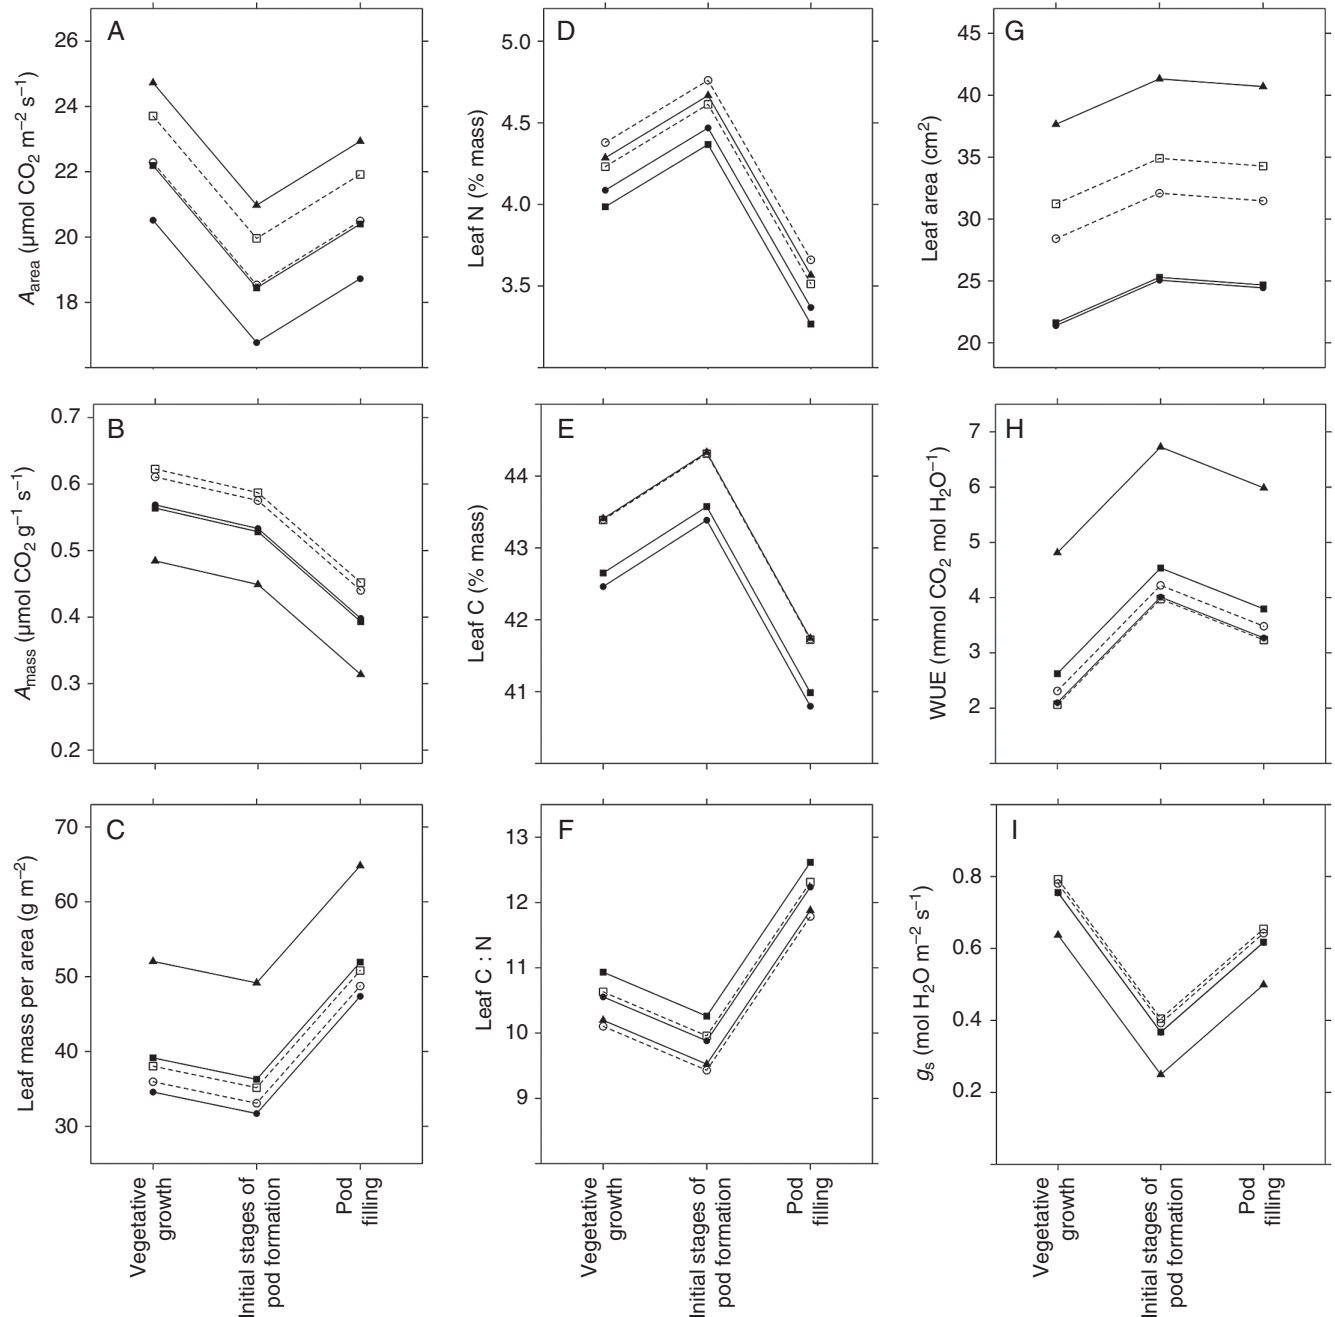 A
26
24
22
20
18
A_area (µmol CO₂ m⁻² s⁻¹)
D
5.0
4.5
4.0
3.5
Leaf N (% mass)
G
45
40
35
30
25
20
Leaf area (cm²)
B
0.7
0.6
0.5
0.4
0.3
0.2
A_mass (µmol CO₂ g⁻¹ s⁻¹)
E
44
43
42
41
Leaf C (% mass)
H
7
6
5
4
3
2
WUE (mmol CO₂ mol H₂O⁻¹)
C
70
60
50
40
30
Leaf mass per area (g m⁻²)
F
13
12
11
10
9
Leaf C : N
I
0.8
0.6
0.4
0.2
gₛ (mol H₂O m⁻² s⁻¹)
Vegetative
growth
Initial stages of
pod formation
Pod
filling
Vegetative
growth
Initial stages of
pod formation
Pod
filling
Vegetative
growth
Initial stages of
pod formation
Pod
filling